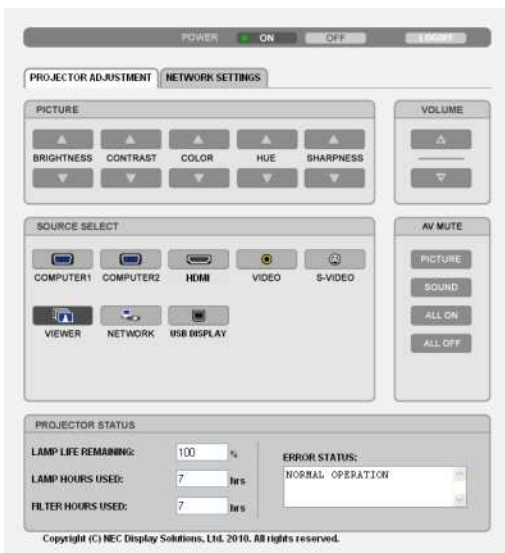 POWER ON OFF LOGOFF
PROJECTOR ADJUSTMENT NETWORK SETTINGS
PICTURE
BRIGHTNESS CONTRAST COLOR HUE SHARPNESS
VOLUME
SOURCE SELECT
COMPUTER1 COMPUTER2 HDMI VIDEO S-VIDEO
VIEWER NETWORK USB DISPLAY
AV MUTE
PICTURE
SOUND
ALL ON
ALL OFF
PROJECTOR STATUS
LAMP LIFE REMAINING: 100 %
LAMP HOURS USED: 7 hrs
FILTER HOURS USED: 7 hrs
ERROR STATUS:
NORMAL OPERATION
Copyright (C) NEC Display Solutions, Ltd. 2010. All rights reserved.